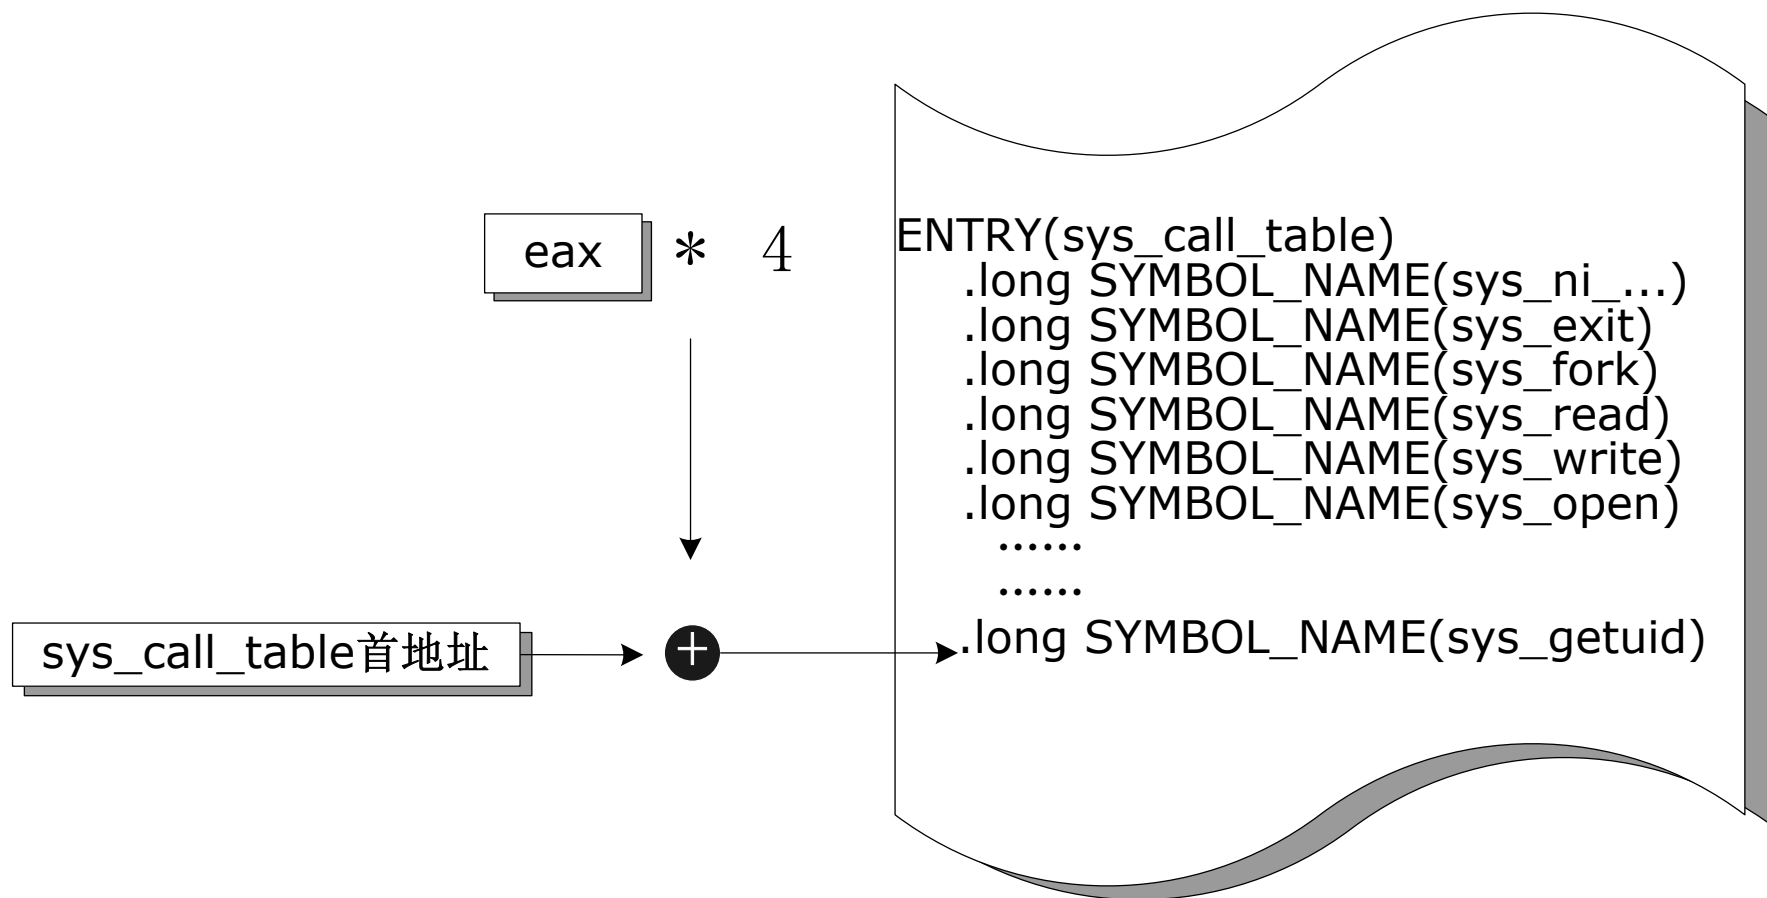 eax * 4
sys_call_table首地址
+
ENTRY(sys_call_table)
.long SYMBOL_NAME(sys_ni_...)
.long SYMBOL_NAME(sys_exit)
.long SYMBOL_NAME(sys_fork)
.long SYMBOL_NAME(sys_read)
.long SYMBOL_NAME(sys_write)
.long SYMBOL_NAME(sys_open)
......
......
.long SYMBOL_NAME(sys_getuid)